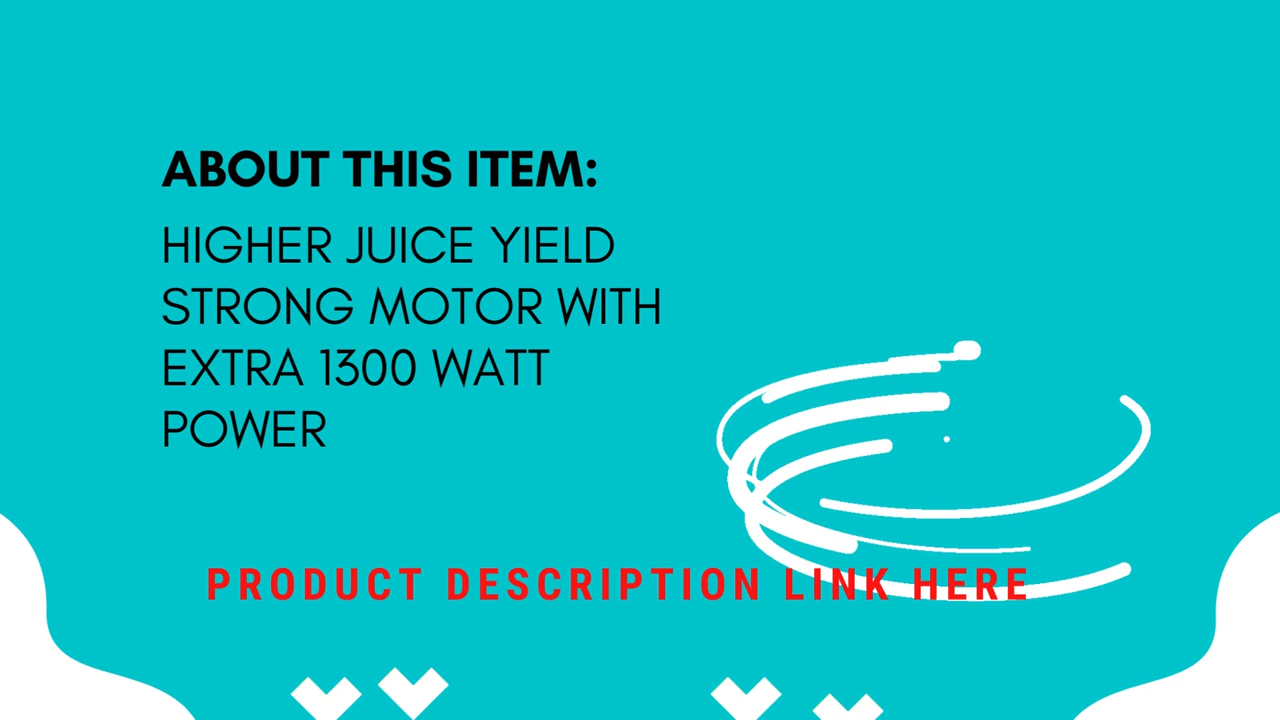 ABOUT THIS ITEM:
HIGHER JUICE YIELD
STRONG MOTOR WITH
EXTRA 1300 WATT
POWER
PRODUCT DESCRIPTION LINK HERE